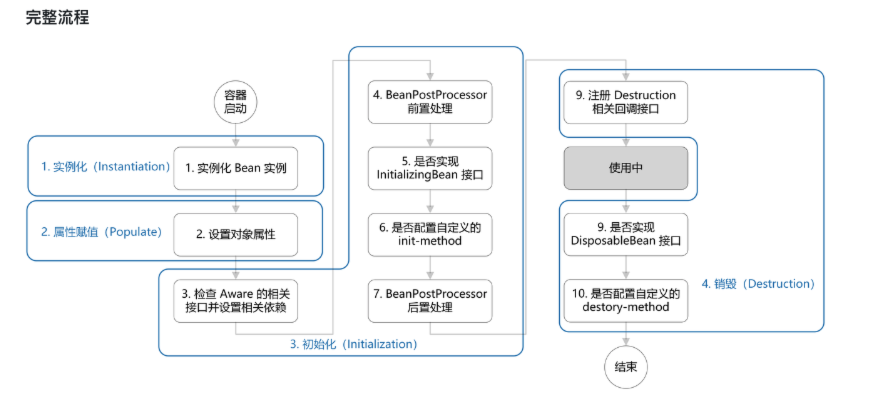 完整流程
容器
启动
1. 实例化（Instantiation）
1. 实例化 Bean 实例
2. 属性赋值（Populate）
2. 设置对象属性
3. 检查 Aware 的相关
接口并设置相关依赖
3. 初始化（Initialization）
4. BeanPostProcessor
前置处理
5. 是否实现
InitializingBean 接口
6. 是否配置自定义的
init-method
7. BeanPostProcessor
后置处理
9. 注册 Destruction
相关回调接口
使用中
9. 是否实现
DisposableBean 接口
4. 销毁（Destruction）
10. 是否配置自定义的
destory-method
结束